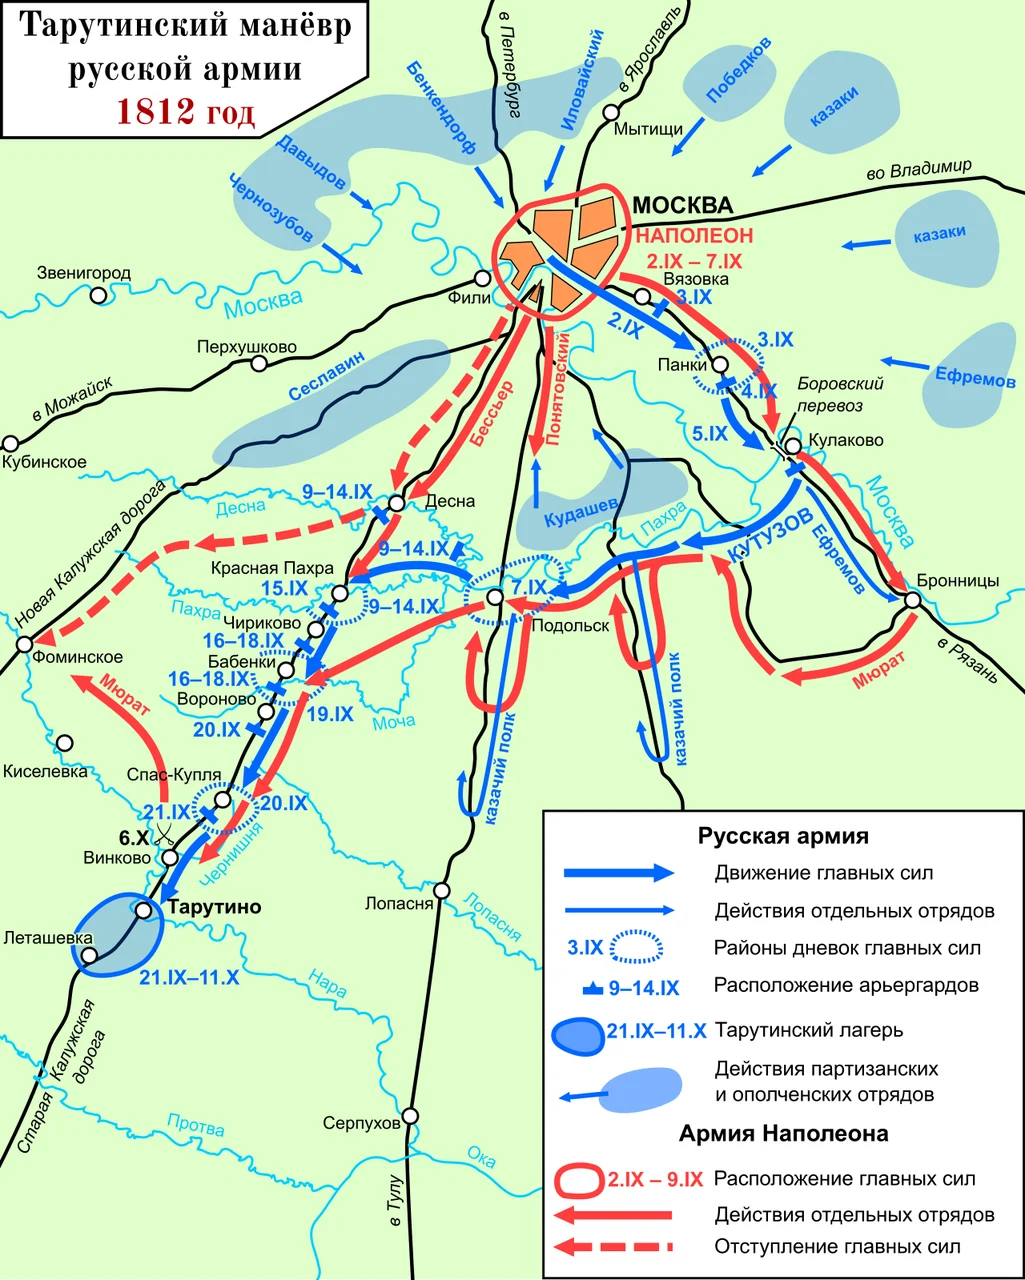 Тарутинский манёвр
русской армии
1812 год
в Петербург
в Ярославль
Бенкендорф
Иловайский
Победков
казаки
Мытищи
Давыдов
Чернозубов
во Владимир
МОСКВА
НАПОЛЕОН
2.IX – 7.IX
казаки
Звенигород
Москва
Фили
Вязовка
3.IX
2.IX
Перхушково
3.IX
Панки
4.IX
Сеславин
Ефремов
в Можайск
Боровский
перевоз
Бессьер
Понятовский
5.IX
Кулаково
Кубинское
9–14.IX
Десна
Десна
Кудашев
Пахра
Москва
Новая Калужская дорога
9–14.IX
КУТУЗОВ
Ефремов
Красная Пахра
15.IX
9–14.IX
7.IX
Бронницы
Пахра
Чириково
Подольск
16–18.IX
Фоминское
Бабенки
в Рязань
16–18.IX
Мюрат
Мюрат
Вороново
19.IX
Моча
20.IX
казачий полк
казачий полк
Киселевка
Спас-Купля
21.IX
20.IX
6.X
Винково
Чернишня
Тарутино
Лопасня
Лопасня
Леташевка
21.IX–11.X
Нара
Старая Калужская
дорога
Протва
Серпухов
Ока
в Тулу
Русская армия
Движение главных сил
Действия отдельных отрядов
3.IX Районы дневок главных сил
9–14.IX Расположение арьергардов
21.IX–11.X Тарутинский лагерь
Действия партизанских
и ополченских отрядов
Армия Наполеона
2.IX – 9.IX Расположение главных сил
Действия отдельных отрядов
Отступление главных сил